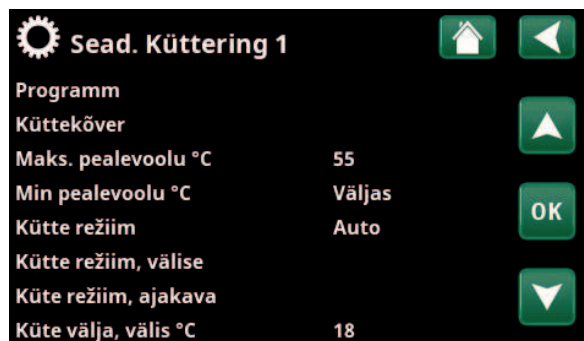 Sead. Küttering 1
Programm
Küttekõver
Maks. pealevoolu °C 55
Min pealevoolu °C Väljas
Kütte režiim Auto
Kütte režiim, välise
Küte režiim, ajakava
Küte välja, välis °C 18
OK